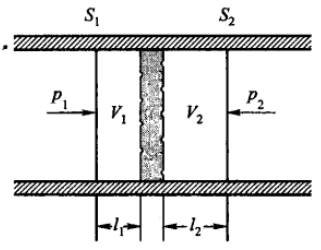 S₁ S₂
p₁ V₁ V₂ p₂
l₁ l₂